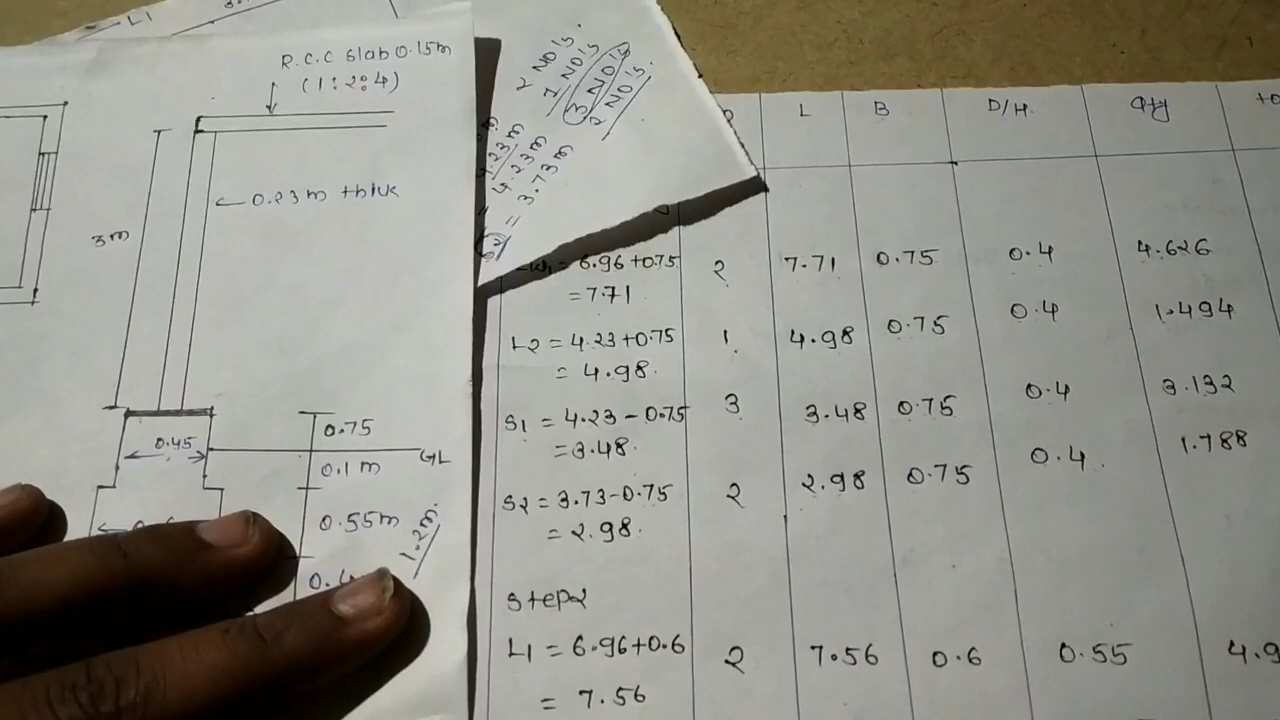 L1
R.C.C Slab 0.15m
(1:2:4)
0.23m thick
3m
0.45
0.75
GL
0.1m
0.55m
1.2m.
2 NO's.
2 NO's
3 NO's
2 NO's.
4.23m
= 3.73m
L B D/H. Qty
= 6.96+0.75 2 7.71 0.75 0.4 4.626
= 7.71
L2 = 4.23+0.75 1 4.98 0.75 0.4 1.494
= 4.98.
S1 = 4.23-0.75 3 3.48 0.75 0.4 3.132
= 3.48.
S2 = 3.73-0.75 2 2.98 0.75 0.4. 1.788
= 2.98.
Step2
L1 = 6.96+0.6 2 7.56 0.6 0.55 4.9
= 7.56